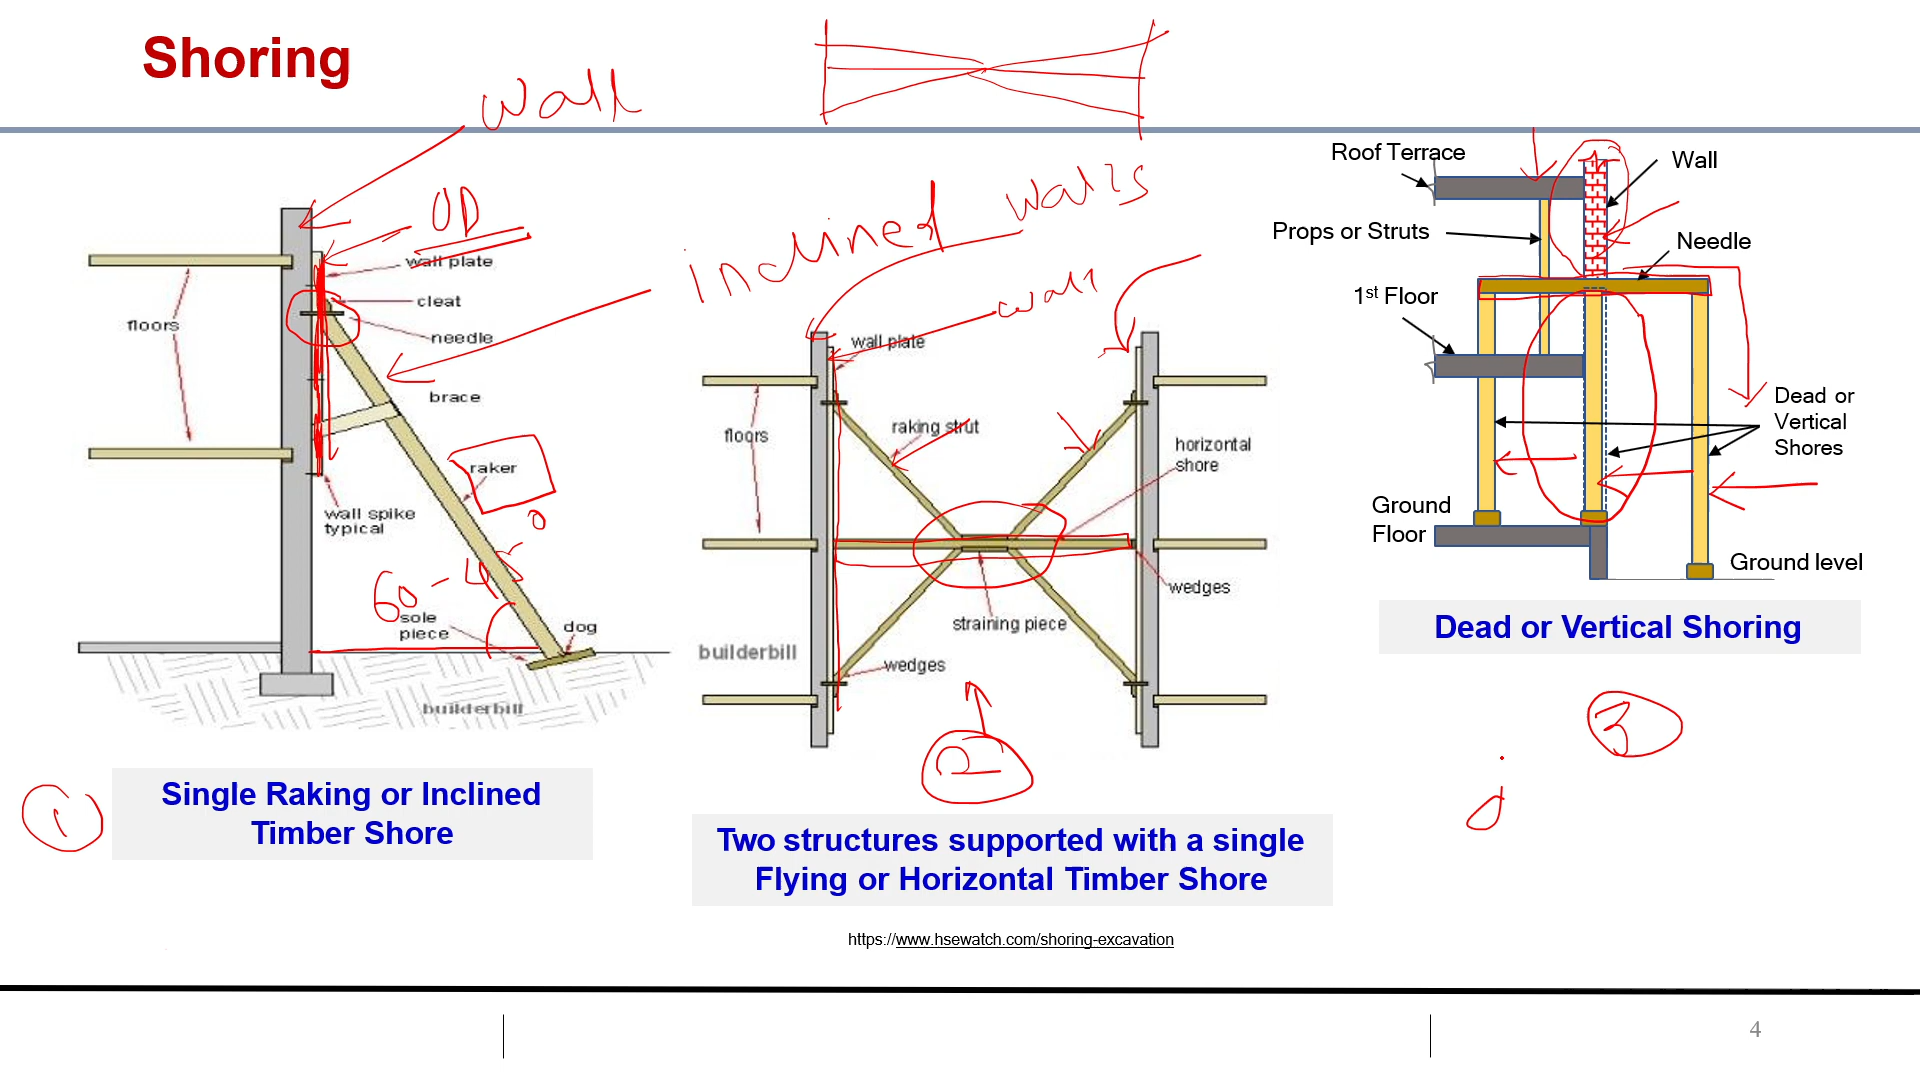 Shoring
wall
UD
wall plate
cleat
needle
floors
brace
raker
wall spike
typical
60 - 45°
sole
piece
dog
builderbill
1
Single Raking or Inclined
Timber Shore
inclined walls
wall
wall plate
raking strut
floors
horizontal
shore
wedges
straining piece
builderbill
wedges
2
Two structures supported with a single
Flying or Horizontal Timber Shore
https://www.hsewatch.com/shoring-excavation
Roof Terrace
Wall
Props or Struts
Needle
1st Floor
Dead or
Vertical
Shores
Ground
Floor
Ground level
Dead or Vertical Shoring
3
4